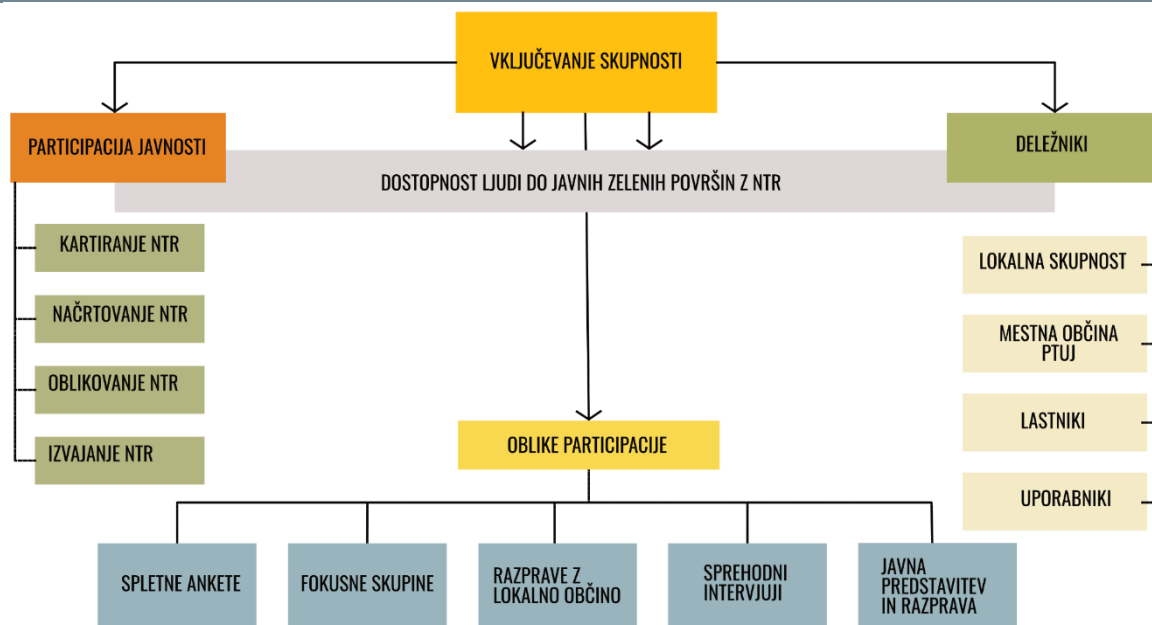 VKLJUČEVANJE SKUPNOSTI
PARTICIPACIJA JAVNOSTI
DELEŽNIKI
DOSTOPNOST LJUDI DO JAVNIH ZELENIH POVRŠIN Z NTR
KARTIRANJE NTR
NAČRTOVANJE NTR
OBLIKOVANJE NTR
IZVAJANJE NTR
LOKALNA SKUPNOST
MESTNA OBČINA
PTUJ
LASTNIKI
UPORABNIKI
OBLIKE PARTICIPACIJE
SPLETNE ANKETE
FOKUSNE SKUPINE
RAZPRAVE Z
LOKALNO OBČINO
SPREHODNI
INTERVJUJI
JAVNA
PREDSTAVITEV
IN RAZPRAVA